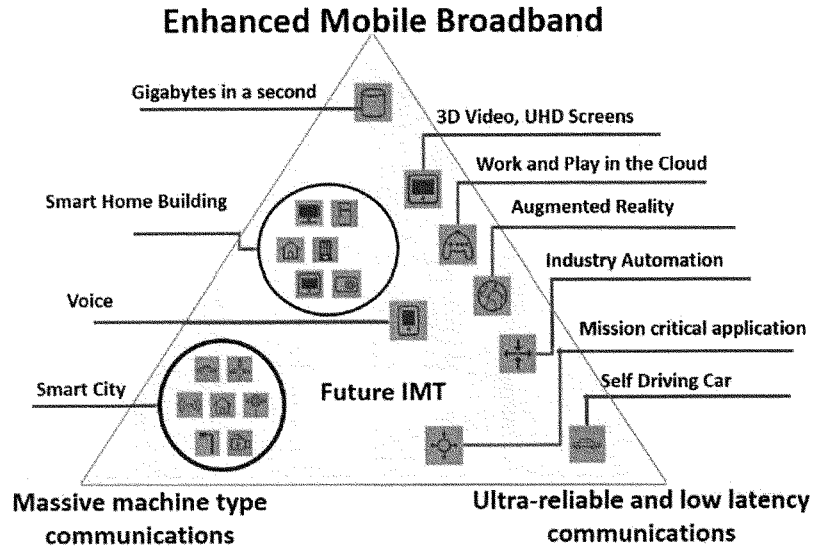 Enhanced Mobile Broadband
Gigabytes in a second
3D Video, UHD Screens
Work and Play in the Cloud
Smart Home Building
Augmented Reality
Industry Automation
Voice
Mission critical application
Smart City
Future IMT
Self Driving Car
Massive machine type
communications
Ultra-reliable and low latency
communications